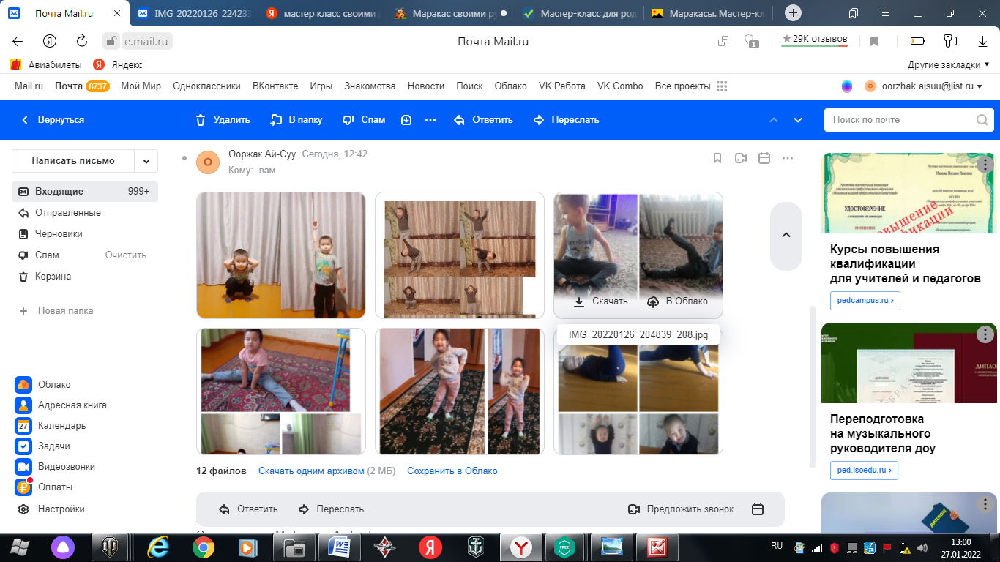 Почта Mail.ru
IMG_20220126_22423
мастер класс своими
Маракас своими ру
Мастер-класс для род
Маракасы. Мастер-кл
e.mail.ru
Почта Mail.ru
1
29K отзывов
Авиабилеты
Яндекс
Другие закладки
Mail.ru
Почта 8737
Мой Мир
Одноклассники
ВКонтакте
Игры
Знакомства
Новости
Поиск
Облако
VK Работа
VK Combo
Все проекты
oorzhak.ajsuu@list.ru
Вернуться
Удалить
В папку
Спам
Ответить
Переслать
Поиск по почте
Написать письмо
Входящие 999+
Отправленные
Черновики
Спам Очистить
Корзина
Новая папка
Облако
Адресная книга
27 Календарь
Задачи
Видеозвонки
Оплаты
Настройки
О
Ооржак Ай-Суу Сегодня, 12:42
Кому: вам
Скачать
В Облако
IMG_20220126_204839_208.jpg
12 файлов Скачать одним архивом (2 МБ) Сохранить в Облако
Ответить
Переслать
Предложить звонок
УДОСТОВЕРЕНИЕ
Курсы повышения
квалификации
для учителей и педагогов
pedcampus.ru ›
ДИПЛОМ
Переподготовка
на музыкального
руководителя доу
ped.isoedu.ru ›
ДИПЛОМ
RU
13:00
27.01.2022